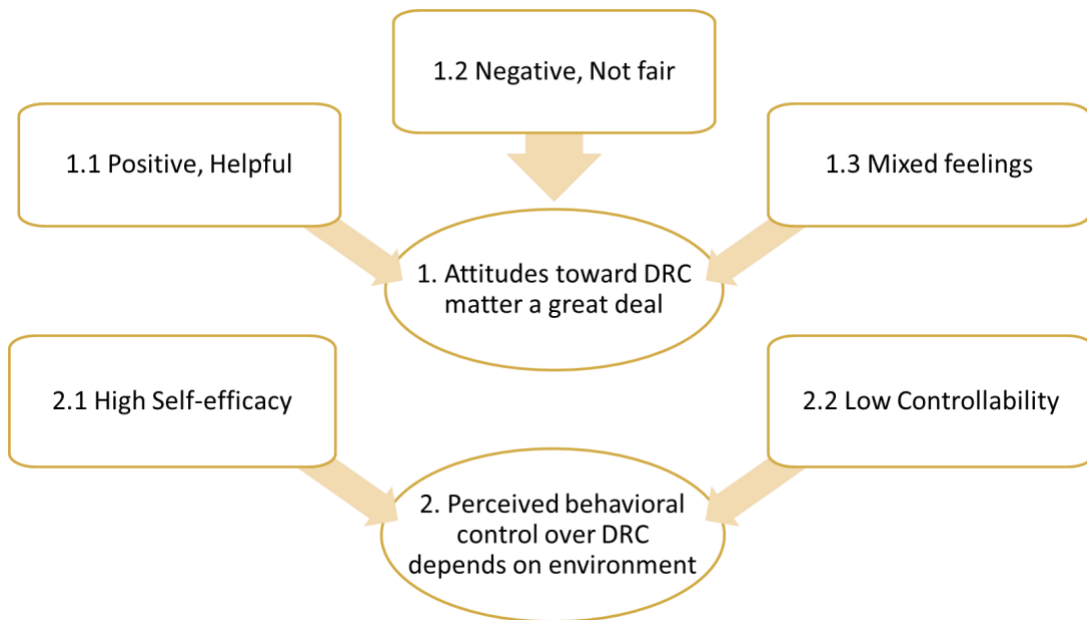 1.2 Negative, Not fair
1.1 Positive, Helpful
1.3 Mixed feelings
1. Attitudes toward DRC
matter a great deal
2.1 High Self-efficacy
2.2 Low Controllability
2. Perceived behavioral
control over DRC
depends on environment